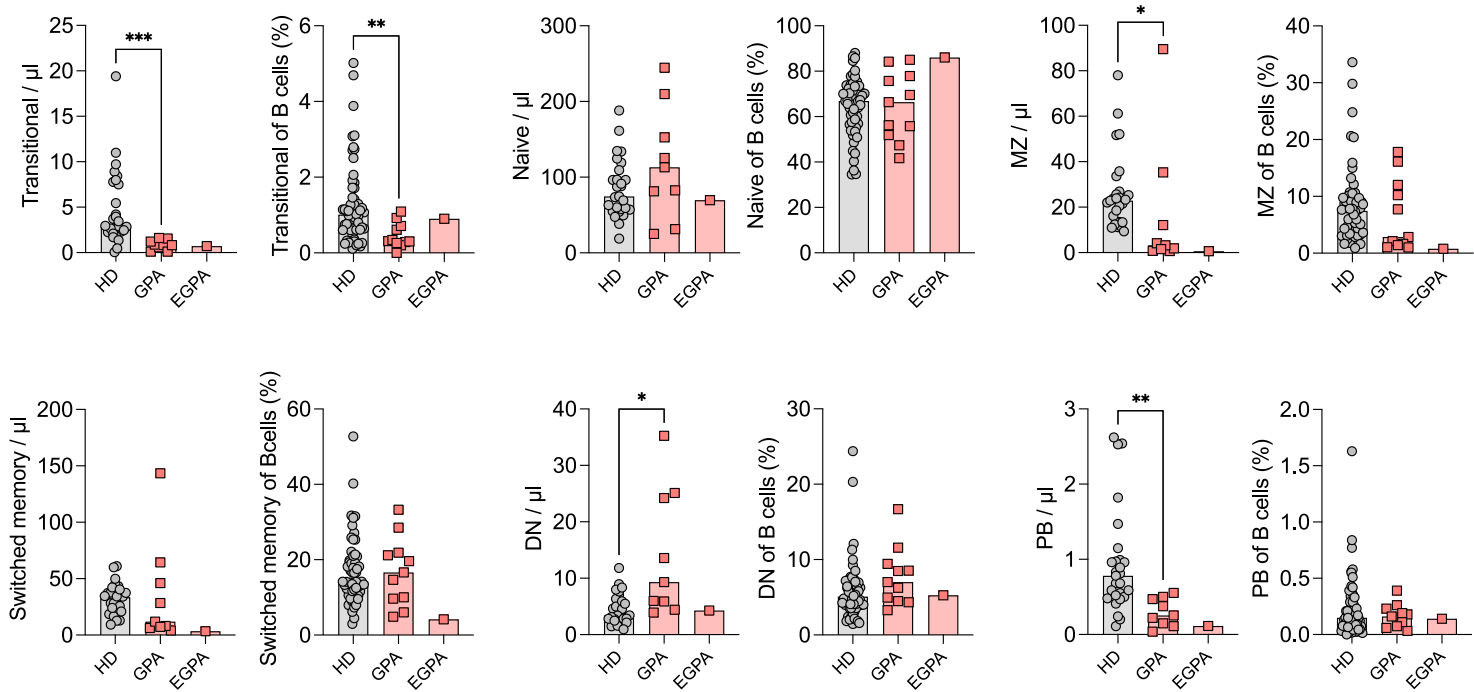 Transitional / µl
25
20
15
10
5
0
***
HD
GPA
EGPA
Transitional of B cells (%)
6
4
2
0
**
HD
GPA
EGPA
Naive / µl
300
200
100
0
HD
GPA
EGPA
Naive of B cells (%)
100
80
60
40
20
0
HD
GPA
EGPA
MZ / µl
100
80
60
40
20
0
*
HD
GPA
EGPA
MZ of B cells (%)
40
30
20
10
0
HD
GPA
EGPA
Switched memory / µl
200
150
100
50
0
HD
GPA
EGPA
Switched memory of Bcells (%)
60
40
20
0
HD
GPA
EGPA
DN / µl
40
30
20
10
0
*
HD
GPA
EGPA
DN of B cells (%)
30
20
10
0
HD
GPA
EGPA
PB / µl
3
2
1
0
**
HD
GPA
EGPA
PB of B cells (%)
2.0
1.5
1.0
0.5
0.0
HD
GPA
EGPA